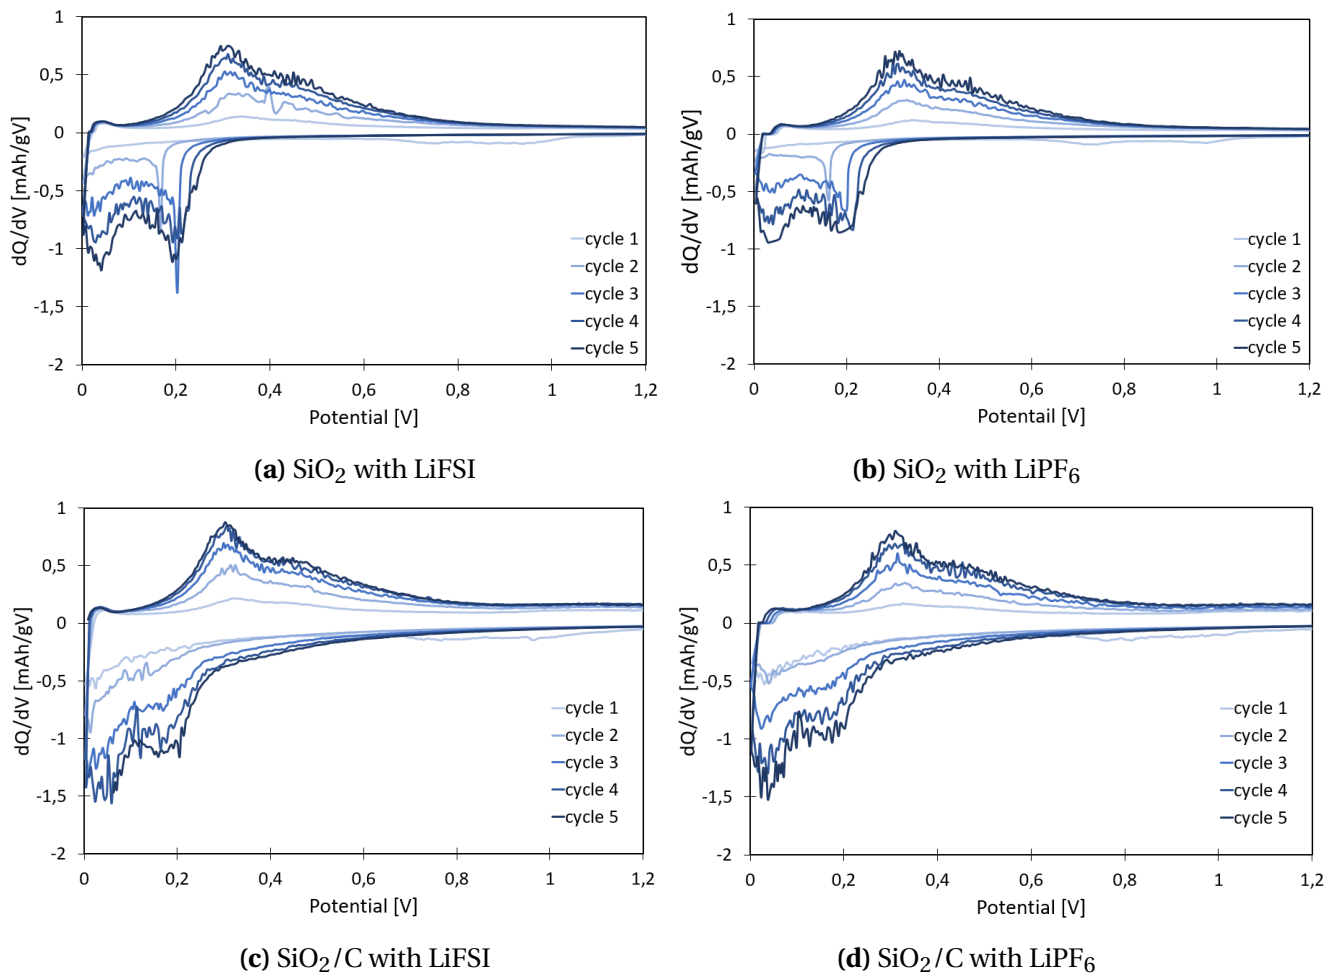 1
0,5
0
-0,5
-1
-1,5
-2
dQ/dV [mAh/gV]
0 0,2 0,4 0,6 0,8 1 1,2
Potential [V]
cycle 1
cycle 2
cycle 3
cycle 4
cycle 5
(a) SiO2 with LiFSI
1
0,5
0
-0,5
-1
-1,5
-2
dQ/dV [mAh/gV]
0 0,2 0,4 0,6 0,8 1 1,2
Potentail [V]
cycle 1
cycle 2
cycle 3
cycle 4
cycle 5
(b) SiO2 with LiPF6
1
0,5
0
-0,5
-1
-1,5
-2
dQ/dV [mAh/gV]
0 0,2 0,4 0,6 0,8 1 1,2
Potential [V]
cycle 1
cycle 2
cycle 3
cycle 4
cycle 5
(c) SiO2/C with LiFSI
1
0,5
0
-0,5
-1
-1,5
-2
dQ/dV [mAh/gV]
0 0,2 0,4 0,6 0,8 1 1,2
Potential [V]
cycle 1
cycle 2
cycle 3
cycle 4
cycle 5
(d) SiO2/C with LiPF6